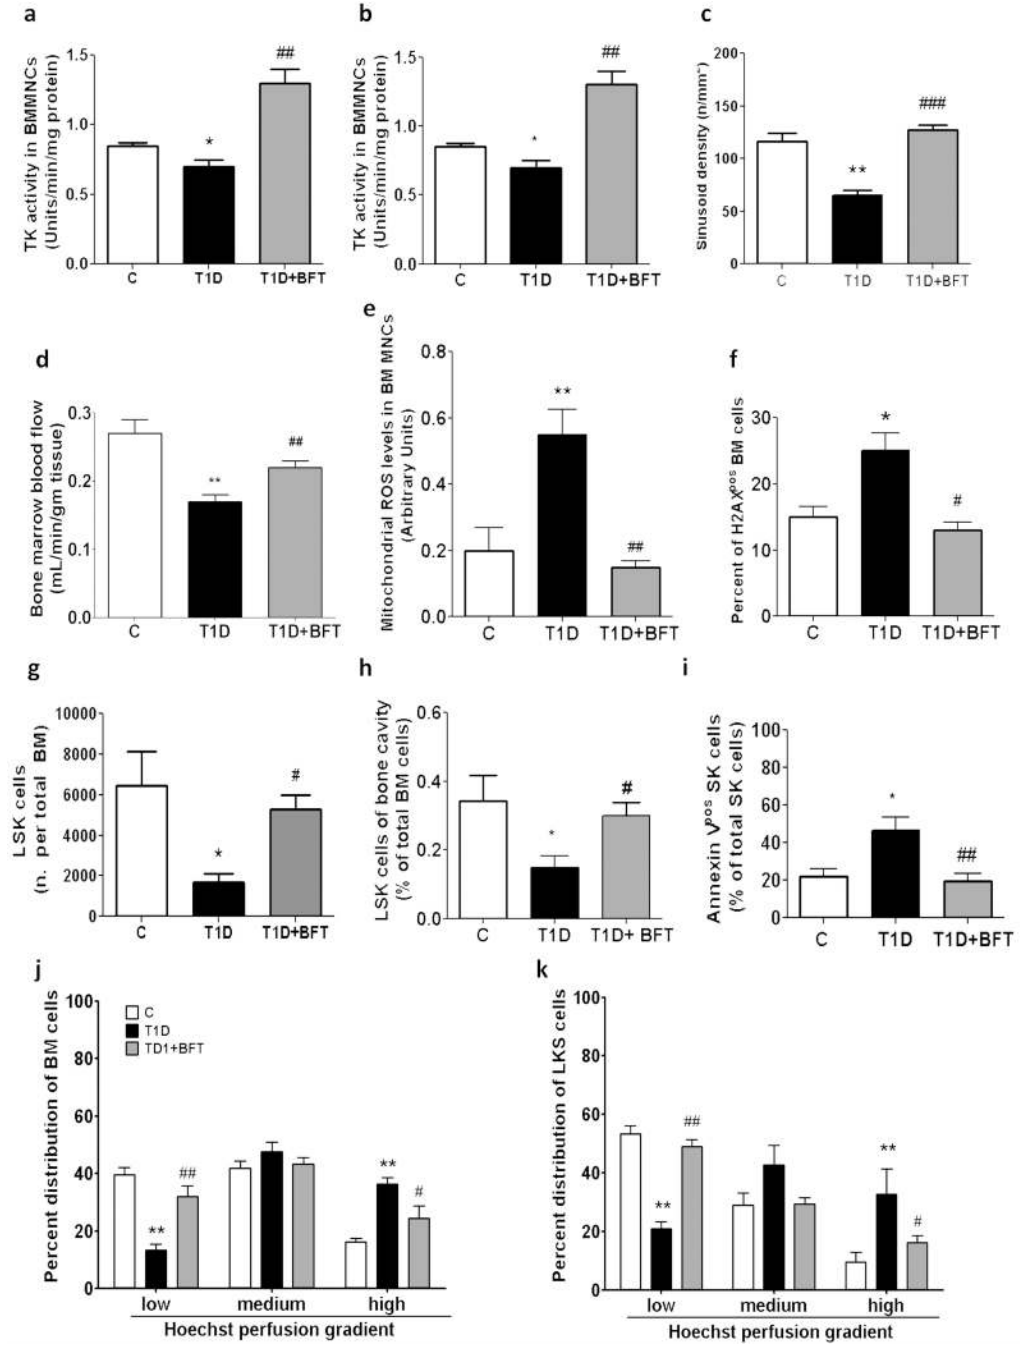 a
TK activity in BMMNCs
(Units/min/mg protein)
1.5
1.0
0.5
0.0
*
##
C T1D T1D+BFT
b
TK activity in BMMNCs
(Units/min/mg protein)
1.5
1.0
0.5
0.0
*
##
C T1D T1D+BFT
c
Sinusoid density (n/mm²)
200
150
100
50
0
**
###
C T1D T1D+BFT
d
Bone marrow blood flow
(mL/min/gm tissue)
0.3
0.2
0.1
0.0
**
##
C T1D T1D+BFT
e
Mitochondrial ROS levels in BM MNCs
(Arbitrary Units)
0.8
0.6
0.4
0.2
0.0
**
##
C T1D T1D+BFT
f
Percent of H2AXpos BM cells
30
20
10
0
*
#
C T1D T1D+BFT
g
LSK cells
(n. per total BM)
10000
8000
6000
4000
2000
0
*
#
C T1D T1D+BFT
h
LSK cells of bone cavity
(% of total BM cells)
0.6
0.4
0.2
0.0
*
#
C T1D T1D+ BFT
i
Annexin Vpos SK cells
(% of total SK cells)
100
80
60
40
20
0
*
##
C T1D T1D+BFT
j
Percent distribution of BM cells
100
80
60
40
20
0
C
T1D
TD1+BFT
**
##
**
#
low medium high
Hoechst perfusion gradient
k
Percent distribution of LKS cells
100
80
60
40
20
0
**
##
**
#
low medium high
Hoechst perfusion gradient